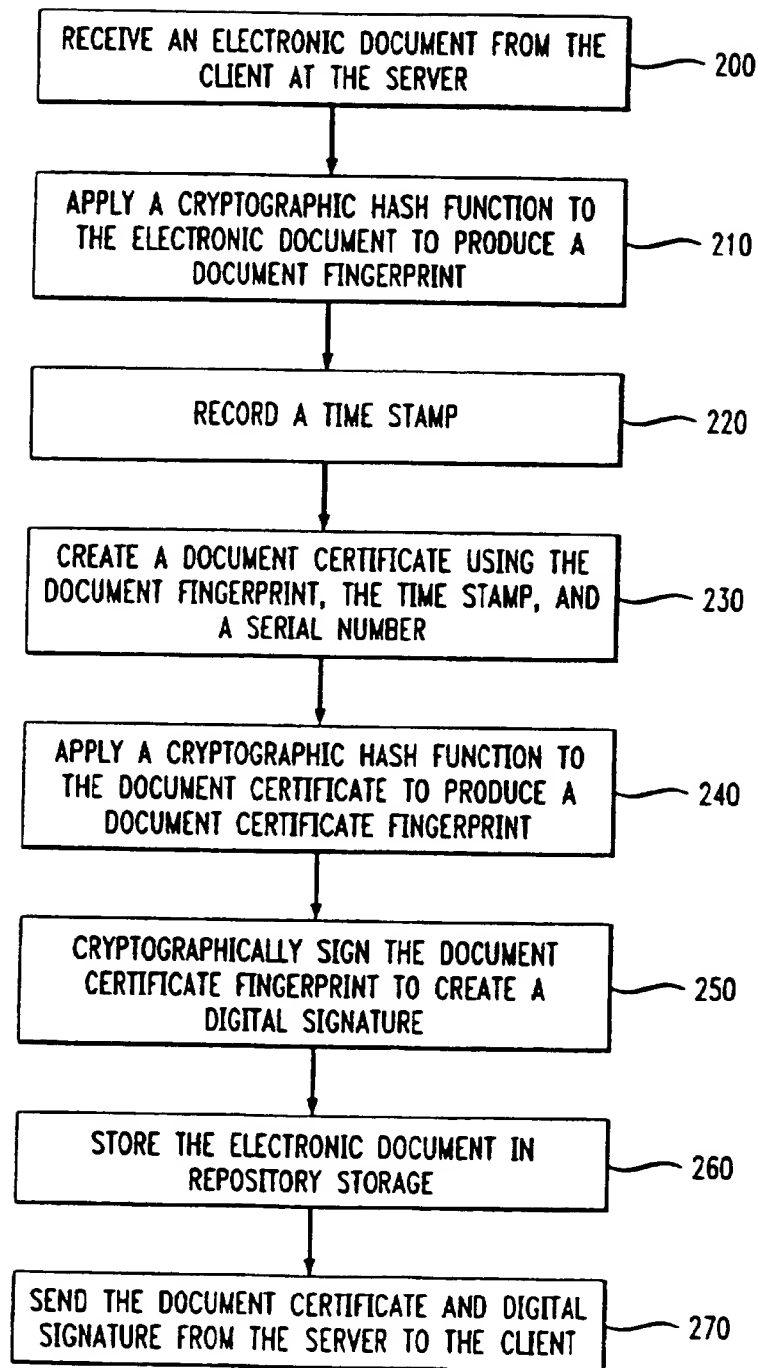 RECEIVE AN ELECTRONIC DOCUMENT FROM THE
CLIENT AT THE SERVER
200
APPLY A CRYPTOGRAPHIC HASH FUNCTION TO
THE ELECTRONIC DOCUMENT TO PRODUCE A
DOCUMENT FINGERPRINT
210
RECORD A TIME STAMP
220
CREATE A DOCUMENT CERTIFICATE USING THE
DOCUMENT FINGERPRINT, THE TIME STAMP, AND
A SERIAL NUMBER
230
APPLY A CRYPTOGRAPHIC HASH FUNCTION TO
THE DOCUMENT CERTIFICATE TO PRODUCE A
DOCUMENT CERTIFICATE FINGERPRINT
240
CRYPTOGRAPHICALLY SIGN THE DOCUMENT
CERTIFICATE FINGERPRINT TO CREATE A
DIGITAL SIGNATURE
250
STORE THE ELECTRONIC DOCUMENT IN
REPOSITORY STORAGE
260
SEND THE DOCUMENT CERTIFICATE AND DIGITAL
SIGNATURE FROM THE SERVER TO THE CLIENT
270